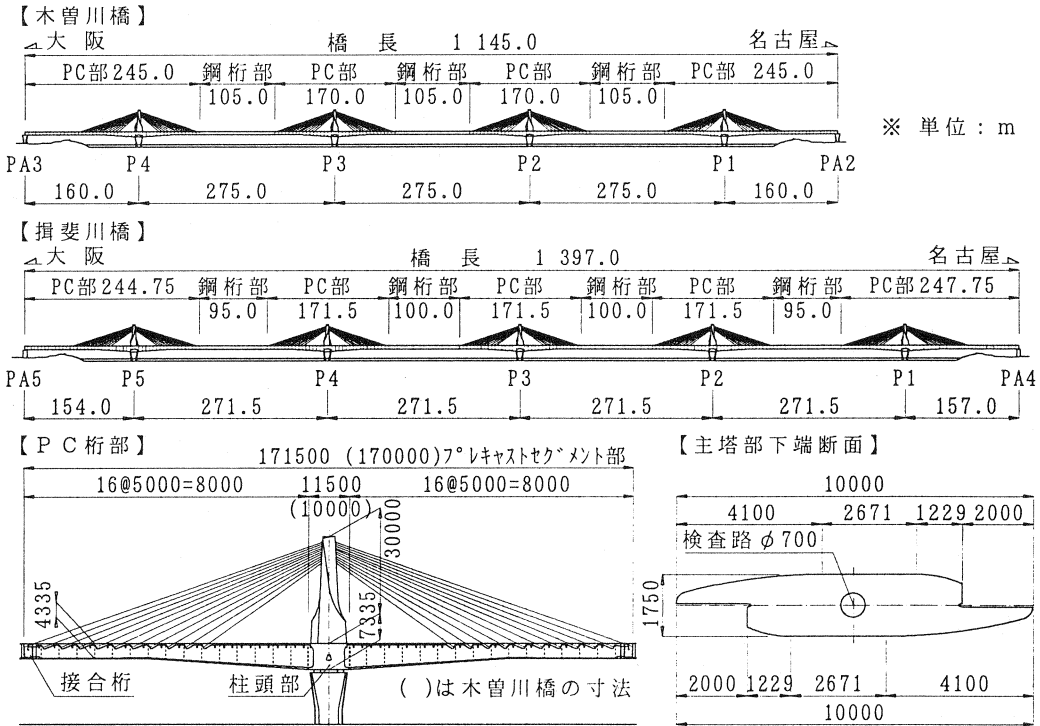 【木曽川橋】
大阪 橋長 1 145.0 名古屋
PC部245.0 鋼桁部 PC部 鋼桁部 PC部 鋼桁部 PC部 245.0
105.0 170.0 105.0 170.0 105.0
※ 単位：m
PA3 P4 P3 P2 P1 PA2
160.0 275.0 275.0 275.0 160.0
【揖斐川橋】
大阪 橋長 1 397.0 名古屋
PC部244.75 鋼桁部 PC部 鋼桁部 PC部 鋼桁部 PC部 鋼桁部 PC部247.75
95.0 171.5 100.0 171.5 100.0 171.5 95.0
PA5 P5 P4 P3 P2 P1 PA4
154.0 271.5 271.5 271.5 271.5 157.0
【ＰＣ桁部】
171500 (170000)プレキャストセグメント部
16@5000=8000 11500 16@5000=8000
(10000)
30000
4335
7335
接合桁 柱頭部 ( )は木曽川橋の寸法
【主塔部下端断面】
10000
4100 2671 1229 2000
検査路φ700
1750
2000 1229 2671 4100
10000